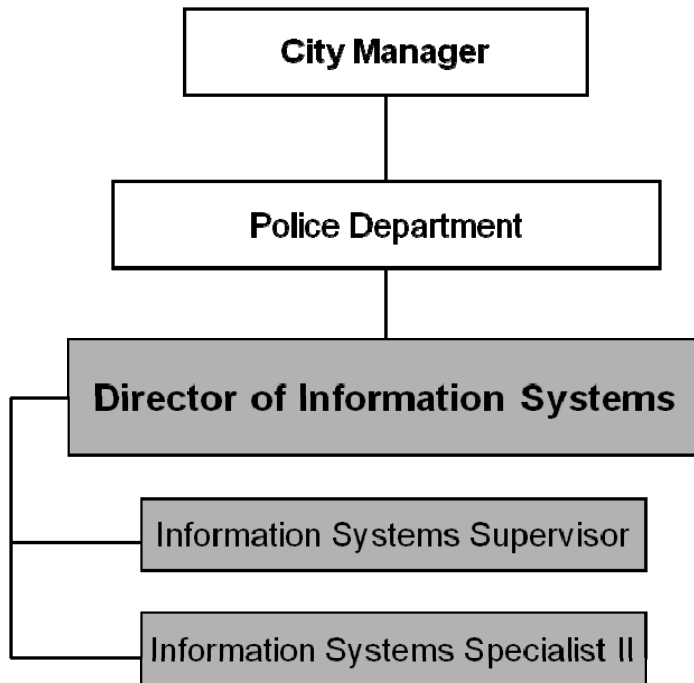 City Manager
Police Department
Director of Information Systems
Information Systems Supervisor
Information Systems Specialist II